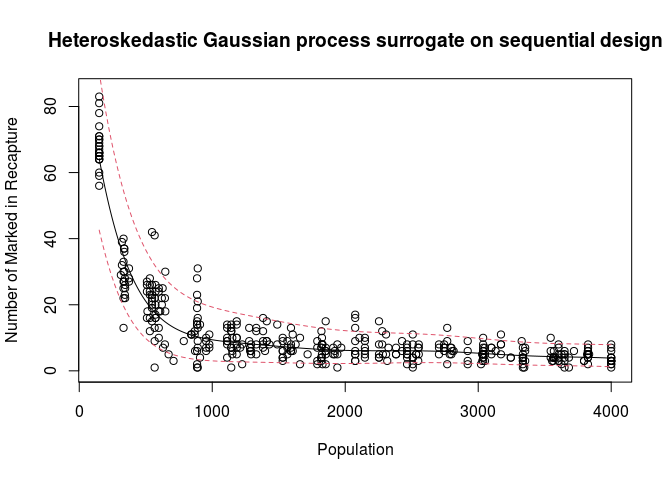 Heteroskedastic Gaussian process surrogate on sequential design
Number of Marked in Recapture
80
60
40
20
0
0 1000 2000 3000 4000
Population